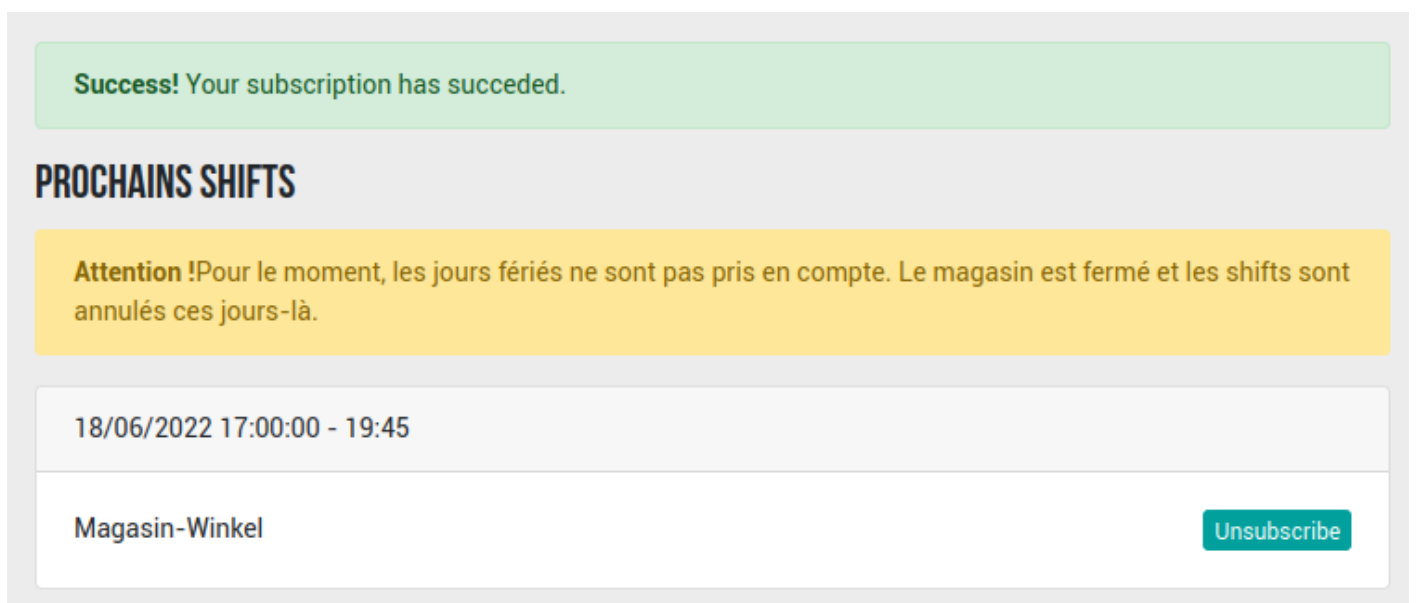 Success! Your subscription has succeded.
PROCHAINS SHIFTS
Attention !Pour le moment, les jours fériés ne sont pas pris en compte. Le magasin est fermé et les shifts sont
annulés ces jours-là.
18/06/2022 17:00:00 - 19:45
Magasin-Winkel
Unsubscribe